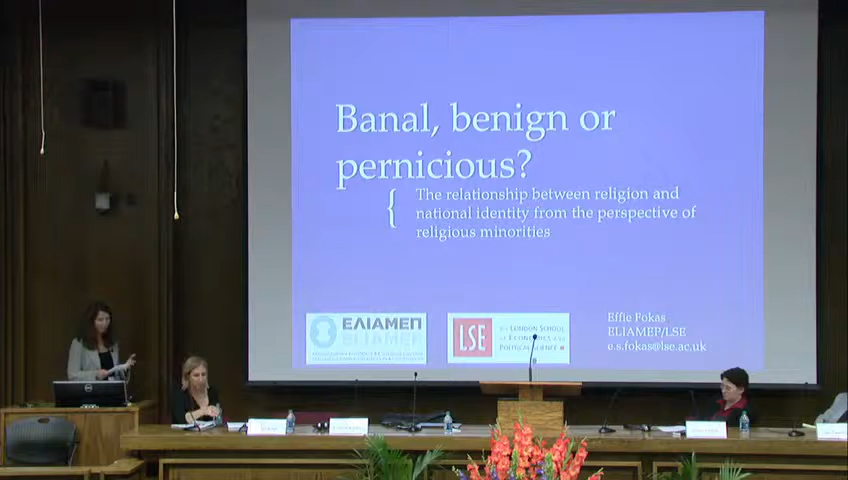 Banal, benign or
pernicious?
{ The relationship between religion and
national identity from the perspective of
religious minorities
ΕΛΙΑΜΕΠ
LSE
THE LONDON SCHOOL
OF ECONOMICS AND
POLITICAL SCIENCE
Effie Fokas
ELIAMEP/LSE
e.s.fokas@lse.ac.uk